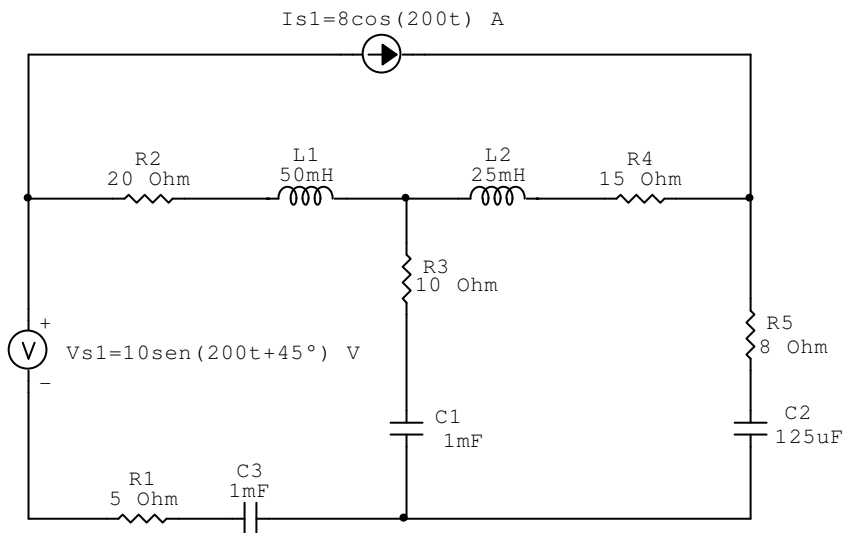 Is1=8cos(200t) A
R2
20 Ohm
L1
50mH
L2
25mH
R4
15 Ohm
R3
10 Ohm
+
V
Vs1=10sen(200t+45°) V
−
R5
8 Ohm
C1
1mF
C2
125uF
R1
5 Ohm
C3
1mF